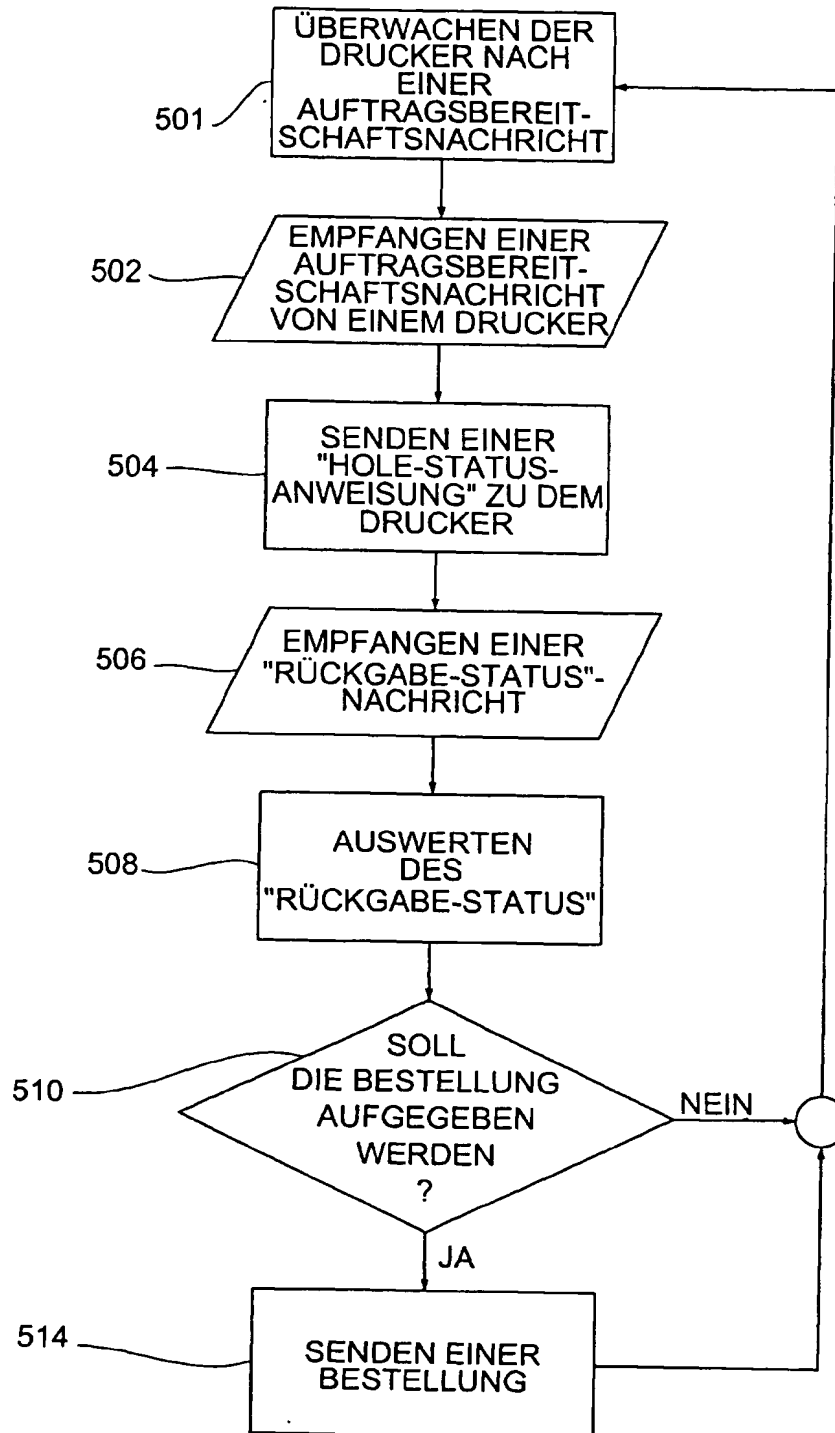 501
ÜBERWACHEN DER
DRUCKER NACH
EINER
AUFTRAGSBEREIT-
SCHAFTSNACHRICHT
502
EMPFANGEN EINER
AUFTRAGSBEREIT-
SCHAFTSNACHRICHT
VON EINEM DRUCKER
504
SENDEN EINER
"HOLE-STATUS-
ANWEISUNG" ZU DEM
DRUCKER
506
EMPFANGEN EINER
"RÜCKGABE-STATUS"-
NACHRICHT
508
AUSWERTEN
DES
"RÜCKGABE-STATUS"
510
SOLL
DIE BESTELLUNG
AUFGEGEBEN
WERDEN
?
NEIN
JA
514
SENDEN EINER
BESTELLUNG